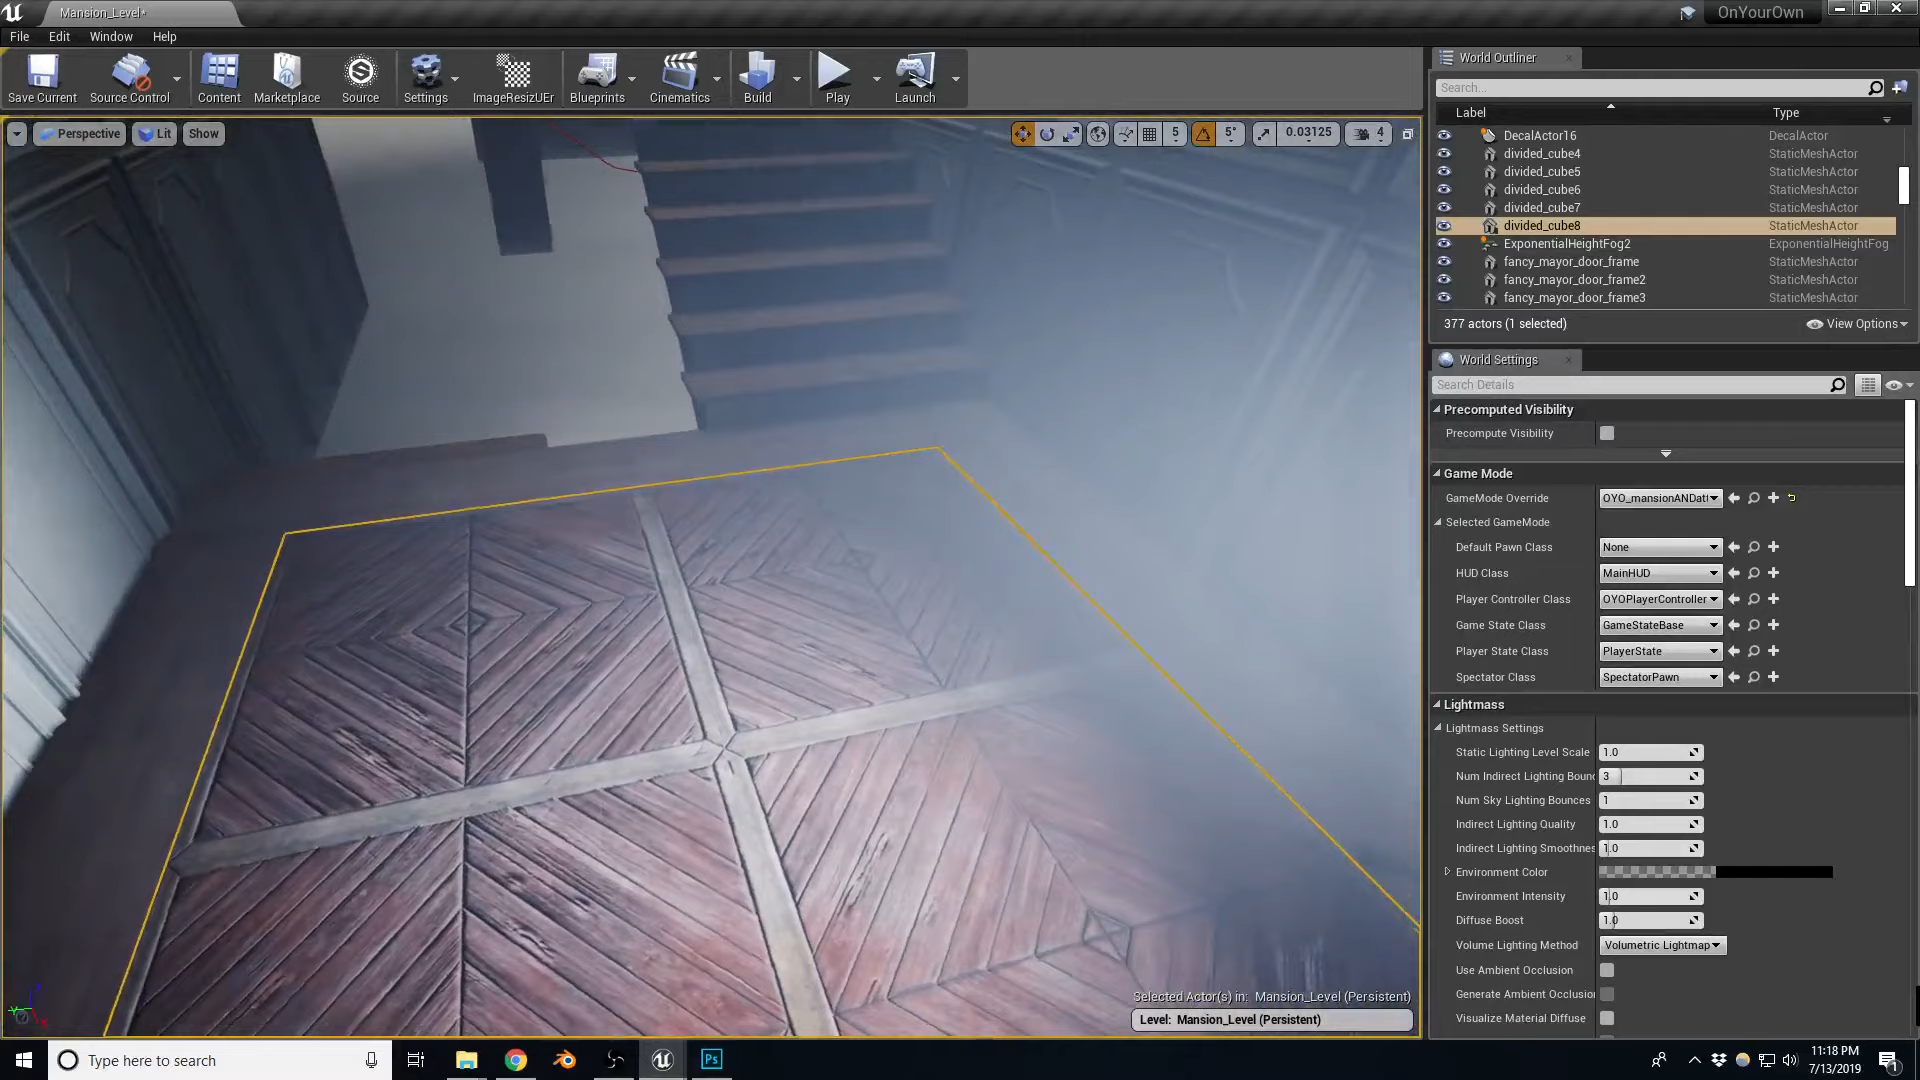 Mansion_Level*
OnYourOwn
File Edit Window Help
Save Current
Source Control
Content
Marketplace
Source
Settings
ImageResizUEr
Blueprints
Cinematics
Build
Play
Launch
Perspective Lit Show
5 5° 0.03125 4
World Outliner
Search...
Label Type
DecalActor16 DecalActor
divided_cube4 StaticMeshActor
divided_cube5 StaticMeshActor
divided_cube6 StaticMeshActor
divided_cube7 StaticMeshActor
divided_cube8 StaticMeshActor
ExponentialHeightFog2 ExponentialHeightFog
fancy_mayor_door_frame StaticMeshActor
fancy_mayor_door_frame2 StaticMeshActor
fancy_mayor_door_frame3 StaticMeshActor
377 actors (1 selected) View Options
World Settings
Search Details
Precomputed Visibility
Precompute Visibility
Game Mode
GameMode Override OYO_mansionANDatt
Selected GameMode
Default Pawn Class None
HUD Class MainHUD
Player Controller Class OYOPlayerController
Game State Class GameStateBase
Player State Class PlayerState
Spectator Class SpectatorPawn
Lightmass
Lightmass Settings
Static Lighting Level Scale 1.0
Num Indirect Lighting Bounc 3
Num Sky Lighting Bounces 1
Indirect Lighting Quality 1.0
Indirect Lighting Smoothnes 1.0
Environment Color
Environment Intensity 1.0
Diffuse Boost 1.0
Volume Lighting Method Volumetric Lightmap
Use Ambient Occlusion
Generate Ambient Occlusion
Visualize Material Diffuse
Selected Actor(s) in: Mansion_Level (Persistent)
Level: Mansion_Level (Persistent)
Type here to search
Ps
11:18 PM
7/13/2019
1